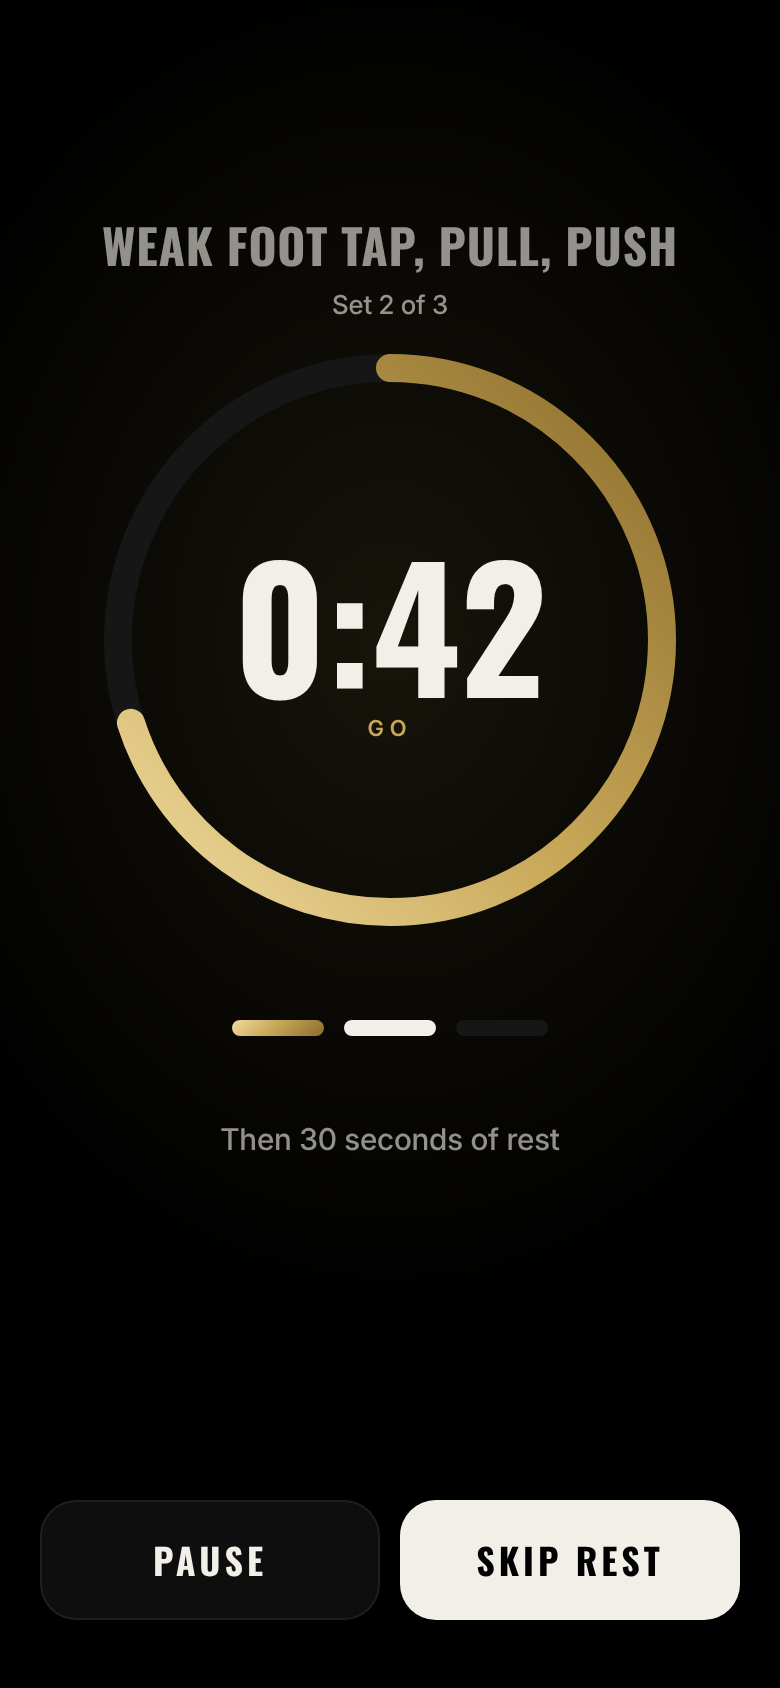 WEAK FOOT TAP, PULL, PUSH
Set 2 of 3
0:42
GO
Then 30 seconds of rest
PAUSE
SKIP REST